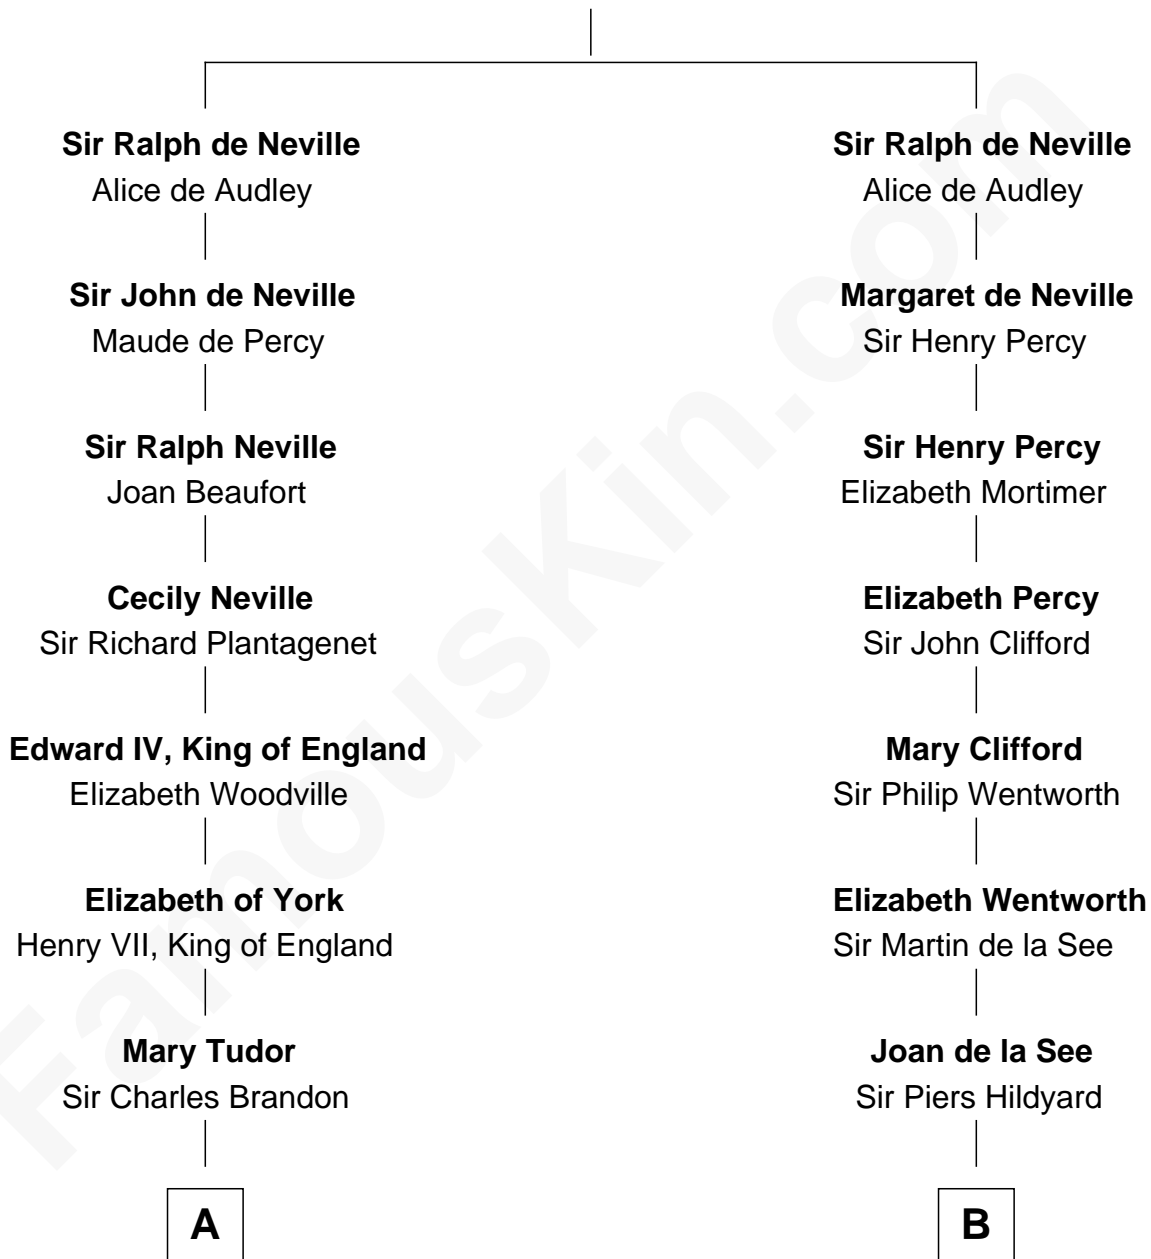 Sir Ralph de Neville
Alice de Audley
Sir John de Neville
Maude de Percy
Sir Ralph Neville
Joan Beaufort
Cecily Neville
Sir Richard Plantagenet
Edward IV, King of England
Elizabeth Woodville
Elizabeth of York
Henry VII, King of England
Mary Tudor
Sir Charles Brandon
A
Sir Ralph de Neville
Alice de Audley
Margaret de Neville
Sir Henry Percy
Sir Henry Percy
Elizabeth Mortimer
Elizabeth Percy
Sir John Clifford
Mary Clifford
Sir Philip Wentworth
Elizabeth Wentworth
Sir Martin de la See
Joan de la See
Sir Piers Hildyard
B
FamousKin.com